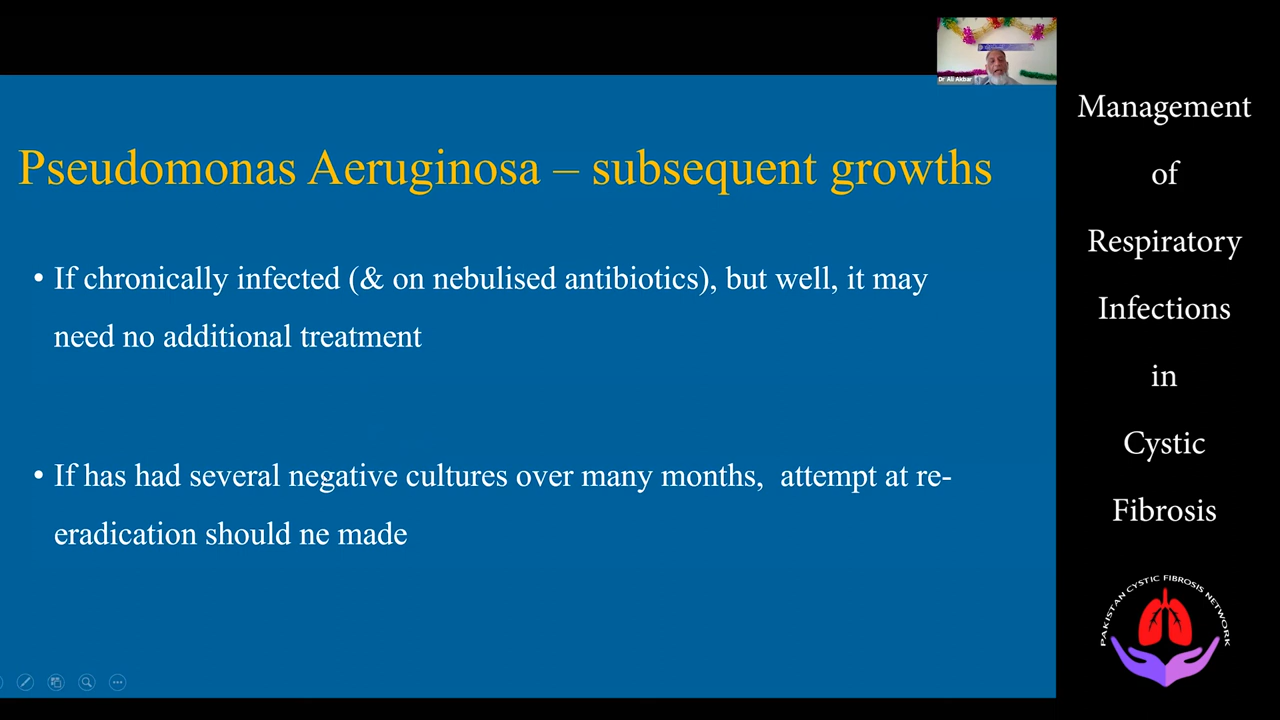 Dr Ali Akbar
Pseudomonas Aeruginosa – subsequent growths
• If chronically infected (& on nebulised antibiotics), but well, it may
need no additional treatment
• If has had several negative cultures over many months,  attempt at re-
eradication should ne made
Management
of
Respiratory
Infections
in
Cystic
Fibrosis
PAKISTAN CYSTIC FIBROSIS NETWORK